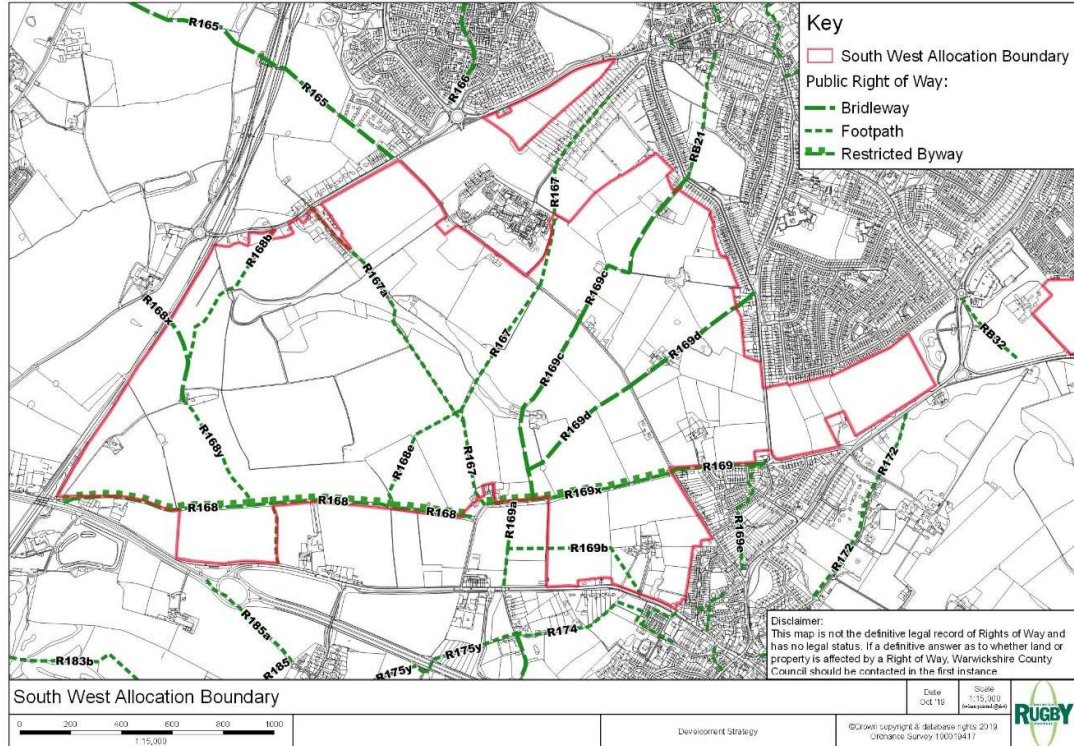 R165
R165
R166
Key
South West Allocation Boundary
Public Right of Way:
Bridleway
Footpath
Restricted Byway
RB21
R167
R168b
R167a
R169c
R168x
R167
R169d
RB32
R169c
R169d
R168y
R168e
R167
R172
R169
R168
R168
R168
R169x
R169a
R169b
R169e
R172
R185a
R174
R175y
R175y
R185
R183b
Disclaimer:
This map is not the definitive legal record of Rights of Way and
has no legal status. If a definitive answer as to whether land or
property is affected by a Right of Way, Warwickshire County
Council should be contacted in the first instance.
South West Allocation Boundary
Date
Oct '19
Scale
1:15,000
0 200 400 600 800 1000
1:15,000
Development Strategy
©Crown copyright & database rights 2019
Ordnance Survey 100019417
RUGBY